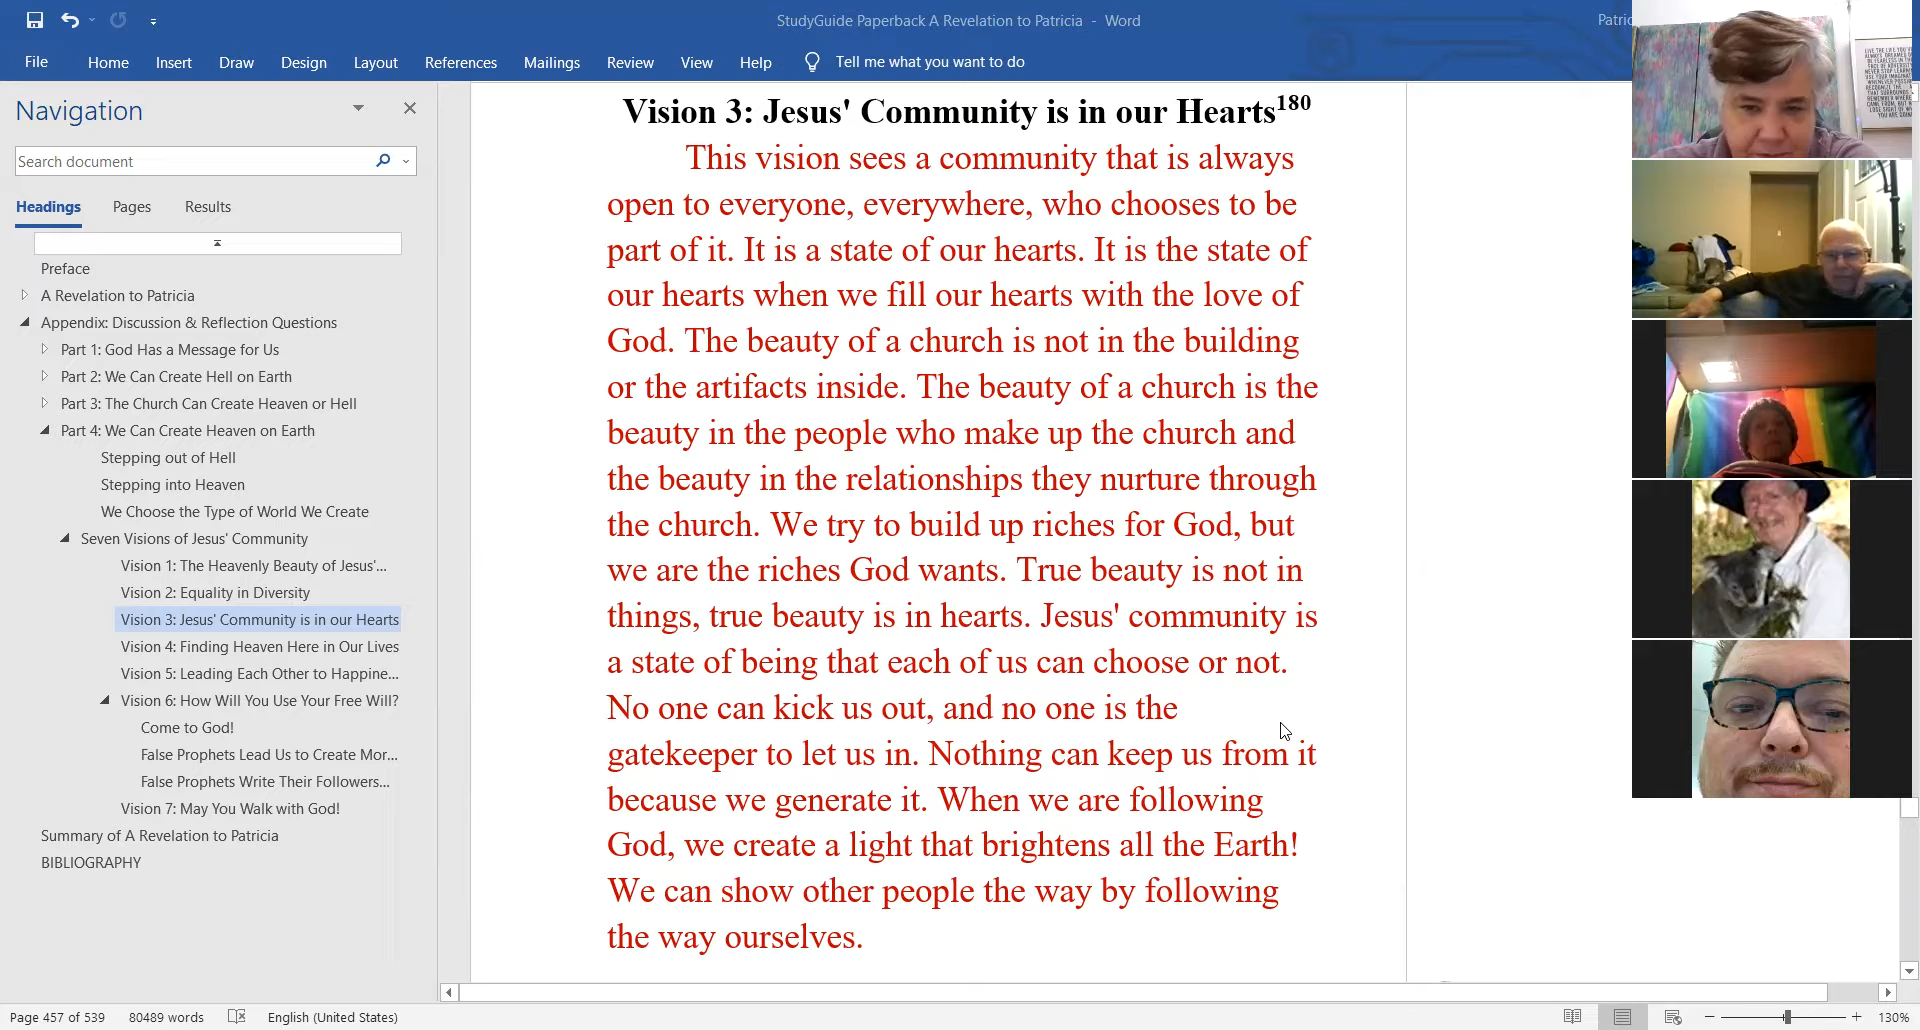 StudyGuide Paperback A Revelation to Patricia - Word
Patric
File Home Insert Draw Design Layout References Mailings Review View Help Tell me what you want to do
Navigation
Search document
Headings Pages Results
Preface
A Revelation to Patricia
Appendix: Discussion & Reflection Questions
Part 1: God Has a Message for Us
Part 2: We Can Create Hell on Earth
Part 3: The Church Can Create Heaven or Hell
Part 4: We Can Create Heaven on Earth
Stepping out of Hell
Stepping into Heaven
We Choose the Type of World We Create
Seven Visions of Jesus' Community
Vision 1: The Heavenly Beauty of Jesus'...
Vision 2: Equality in Diversity
Vision 3: Jesus' Community is in our Hearts
Vision 4: Finding Heaven Here in Our Lives
Vision 5: Leading Each Other to Happine...
Vision 6: How Will You Use Your Free Will?
Come to God!
False Prophets Lead Us to Create Mor...
False Prophets Write Their Followers...
Vision 7: May You Walk with God!
Summary of A Revelation to Patricia
BIBLIOGRAPHY
Vision 3: Jesus' Community is in our Hearts180
This vision sees a community that is always
open to everyone, everywhere, who chooses to be
part of it. It is a state of our hearts. It is the state of
our hearts when we fill our hearts with the love of
God. The beauty of a church is not in the building
or the artifacts inside. The beauty of a church is the
beauty in the people who make up the church and
the beauty in the relationships they nurture through
the church. We try to build up riches for God, but
we are the riches God wants. True beauty is not in
things, true beauty is in hearts. Jesus' community is
a state of being that each of us can choose or not.
No one can kick us out, and no one is the
gatekeeper to let us in. Nothing can keep us from it
because we generate it. When we are following
God, we create a light that brightens all the Earth!
We can show other people the way by following
the way ourselves.
Page 457 of 539 80489 words English (United States) 130%